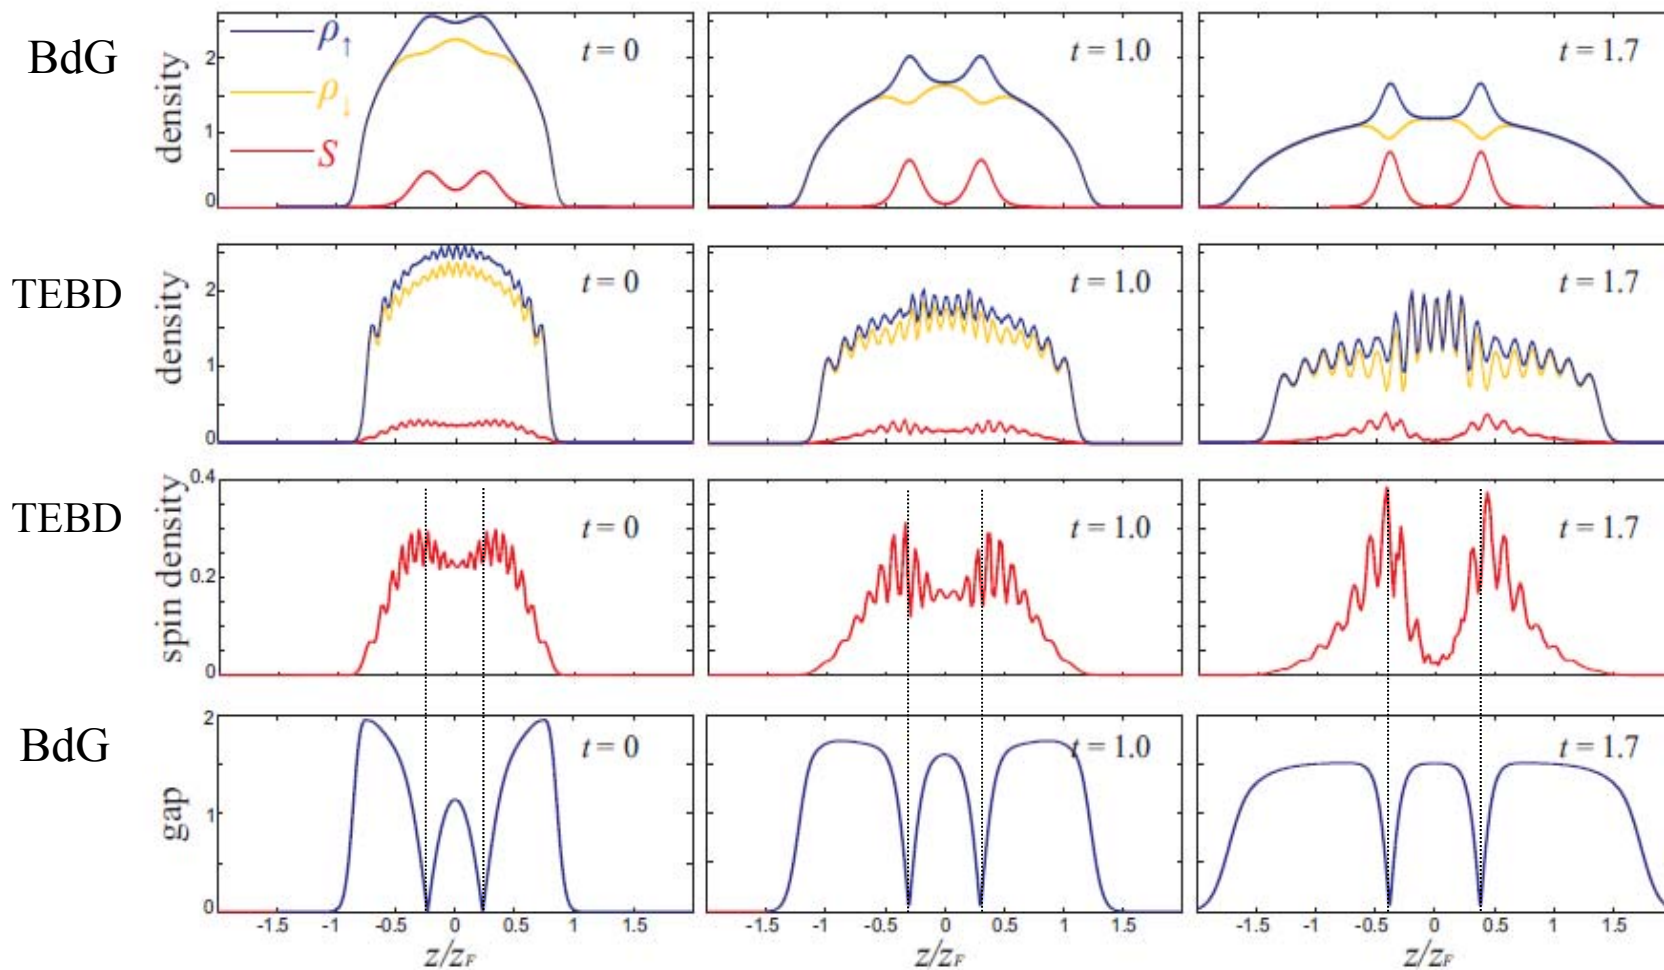 BdG
density
2
1
0
ρ↑
ρ↓
S
t = 0
t = 1.0
t = 1.7
TEBD
density
2
1
0
t = 0
t = 1.0
t = 1.7
TEBD
spin density
0.4
0.2
0
t = 0
t = 1.0
t = 1.7
BdG
gap
2
1
0
t = 0
t = 1.0
t = 1.7
-1.5 -1 -0.5 0 0.5 1 1.5
-1.5 -1 -0.5 0 0.5 1 1.5
-1.5 -1 -0.5 0 0.5 1 1.5
z/zF
z/zF
z/zF